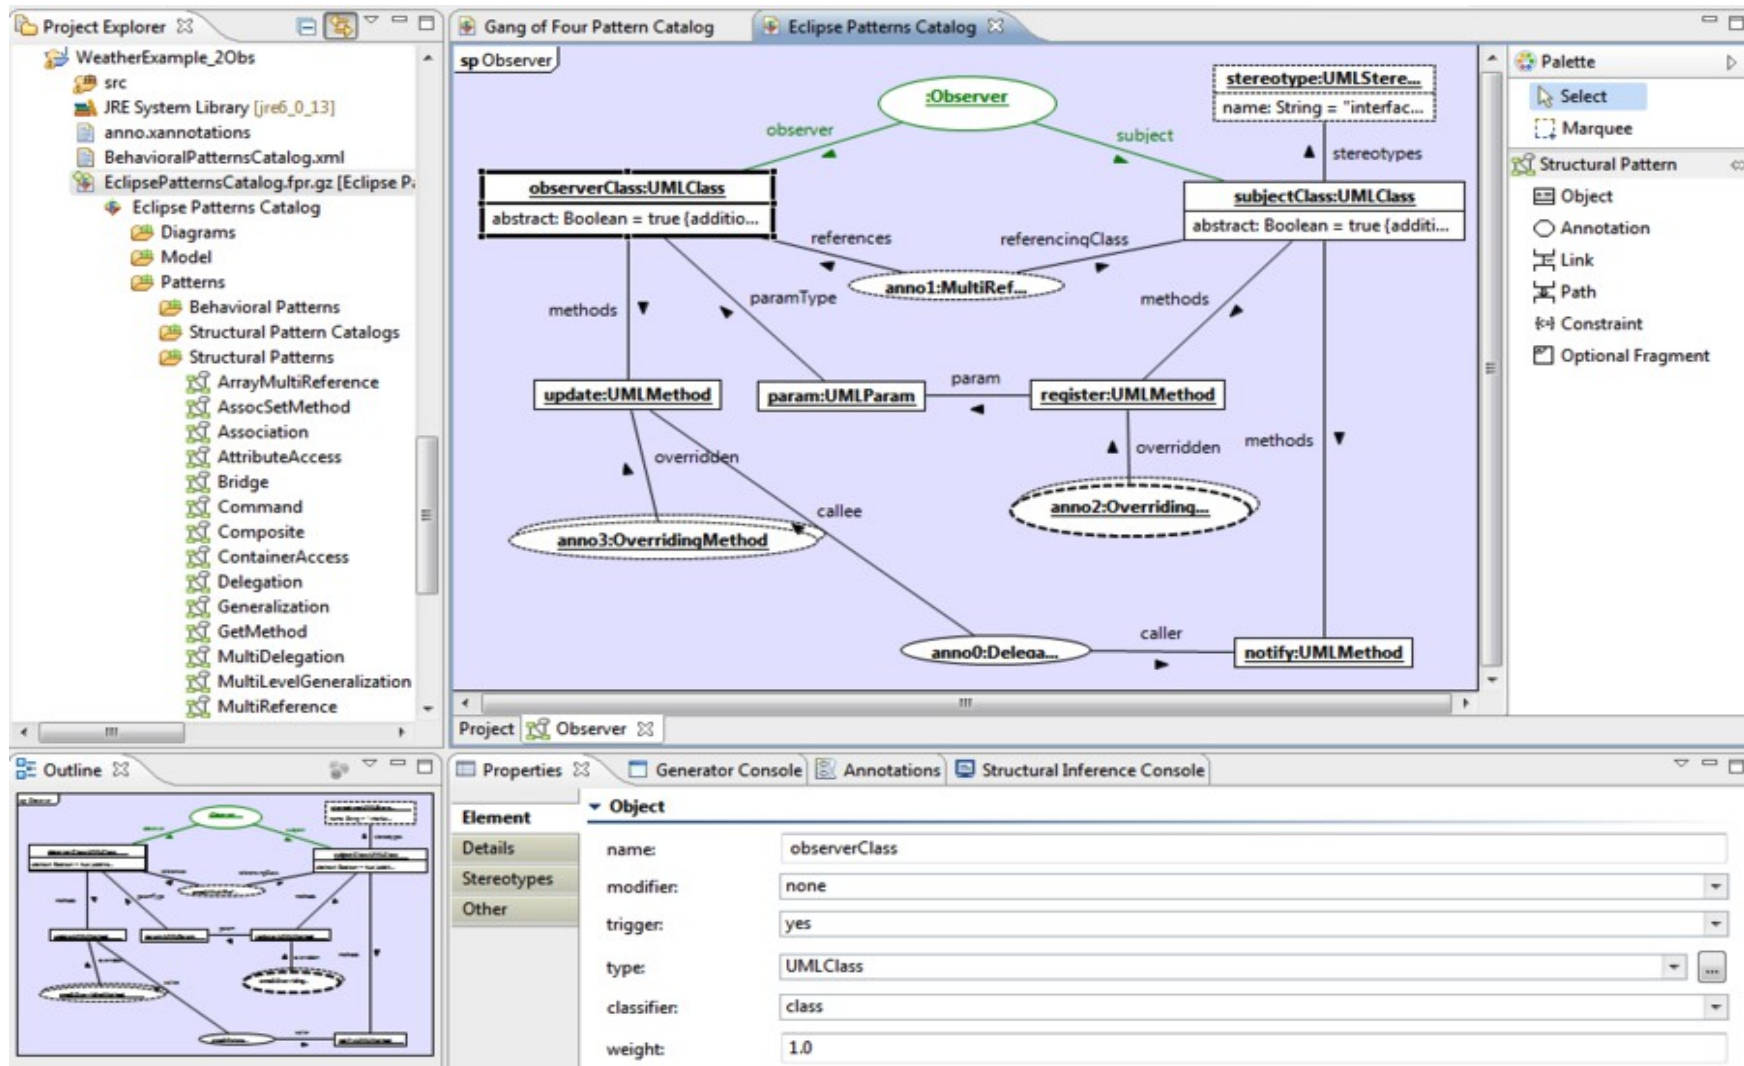 Project Explorer
WeatherExample_2Obs
src
JRE System Library [jre6_0_13]
anno.xannotations
BehavioralPatternsCatalog.xml
EclipsePatternsCatalog.fpr.gz [Eclipse P
Eclipse Patterns Catalog
Diagrams
Model
Patterns
Behavioral Patterns
Structural Pattern Catalogs
Structural Patterns
ArrayMultiReference
AssocSetMethod
Association
AttributeAccess
Bridge
Command
Composite
ContainerAccess
Delegation
Generalization
GetMethod
MultiDelegation
MultiLevelGeneralization
MultiReference
Gang of Four Pattern Catalog
Eclipse Patterns Catalog
sp Observer
:Observer
observer
subject
stereotype:UMLStere...
name: String = "interfac...
stereotypes
observerClass:UMLClass
abstract: Boolean = true {additio...
subjectClass:UMLClass
abstract: Boolean = true {additi...
references
referencingClass
anno1:MultiRef...
methods
paramType
methods
update:UMLMethod
param:UMLParam
param
register:UMLMethod
overridden
overridden
methods
anno3:OverridingMethod
callee
anno2:Overriding...
anno0:Delega...
caller
notify:UMLMethod
Project
Observer
Palette
Select
Marquee
Structural Pattern
Object
Annotation
Link
Path
Constraint
Optional Fragment
Outline
Properties
Generator Console
Annotations
Structural Inference Console
Element
Details
Stereotypes
Other
Object
name: observerClass
modifier: none
trigger: yes
type: UMLClass ...
classifier: class
weight: 1.0